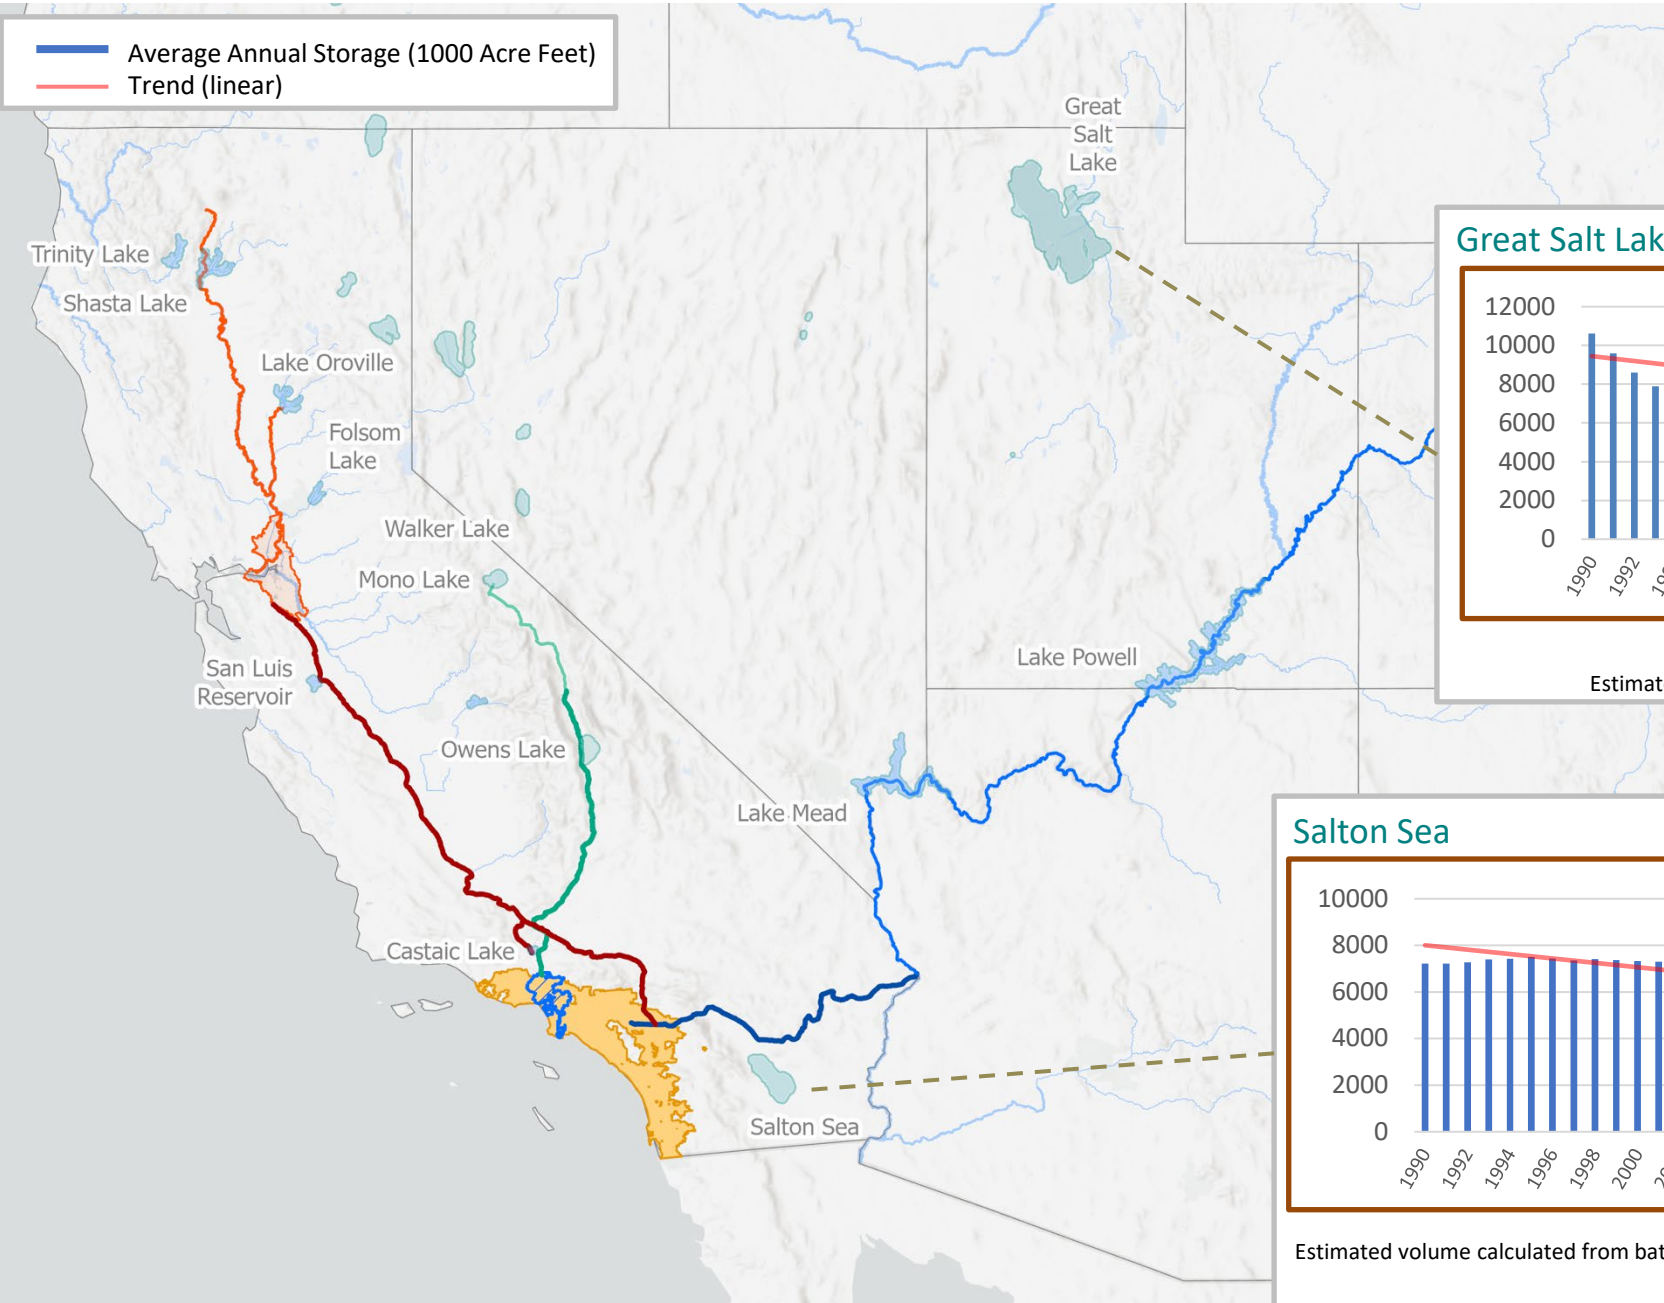 Average Annual Storage (1000 Acre Feet)
Trend (linear)
Great
Salt
Lake
Trinity Lake
Shasta Lake
Lake Oroville
Folsom
Lake
Walker Lake
Mono Lake
San Luis
Reservoir
Owens Lake
Lake Powell
Lake Mead
Castaic Lake
Salton Sea
Great Salt Lak
12000
10000
8000
6000
4000
2000
0
1990
1992
19
Estimat
Salton Sea
10000
8000
6000
4000
2000
0
1990
1992
1994
1996
1998
2000
20
Estimated volume calculated from bat